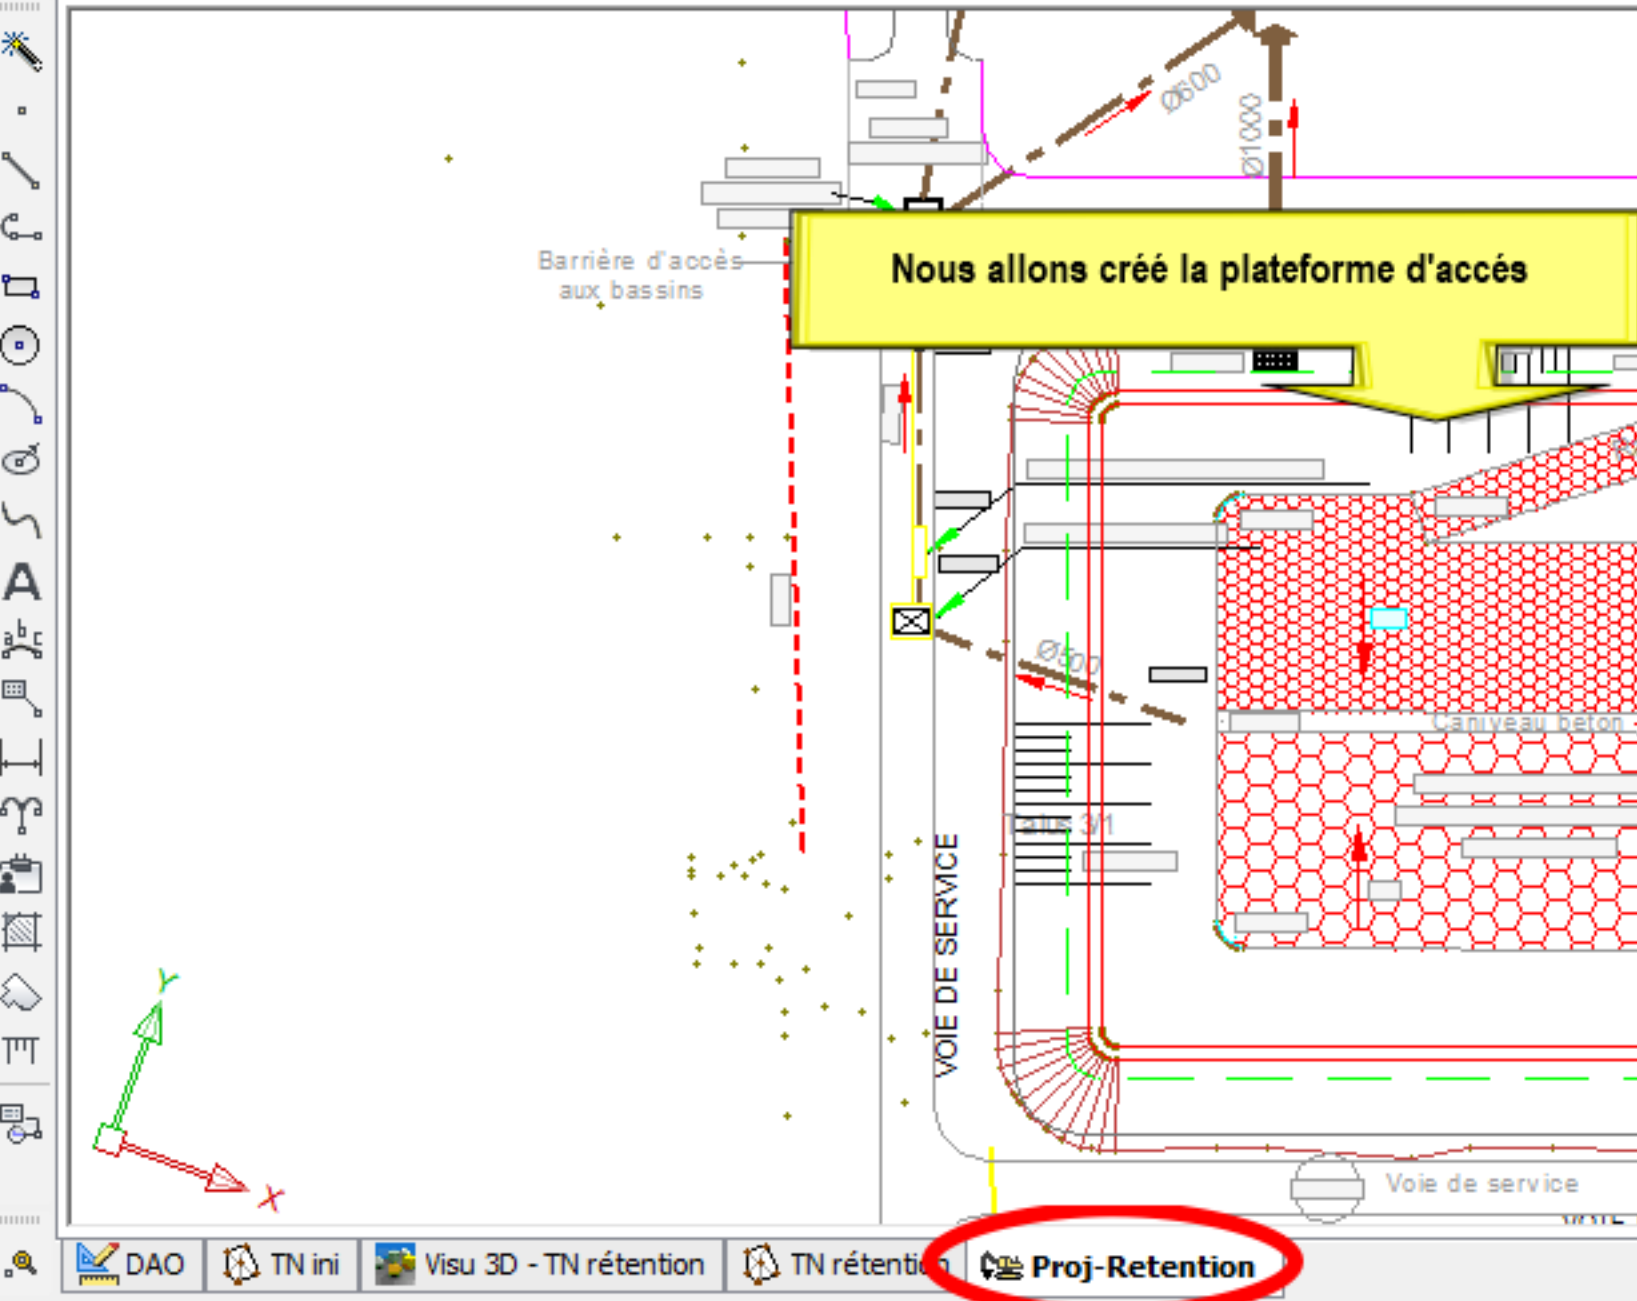 Ø600
Ø1000
Barrière d'accès
aux bassins
Nous allons créé la plateforme d'accés
Ø500
Caniveau béton
Talus 3/1
VOIE DE SERVICE
Y
X
Voie de service
DAO
TN ini
Visu 3D - TN rétention
TN rétention
Proj-Retention